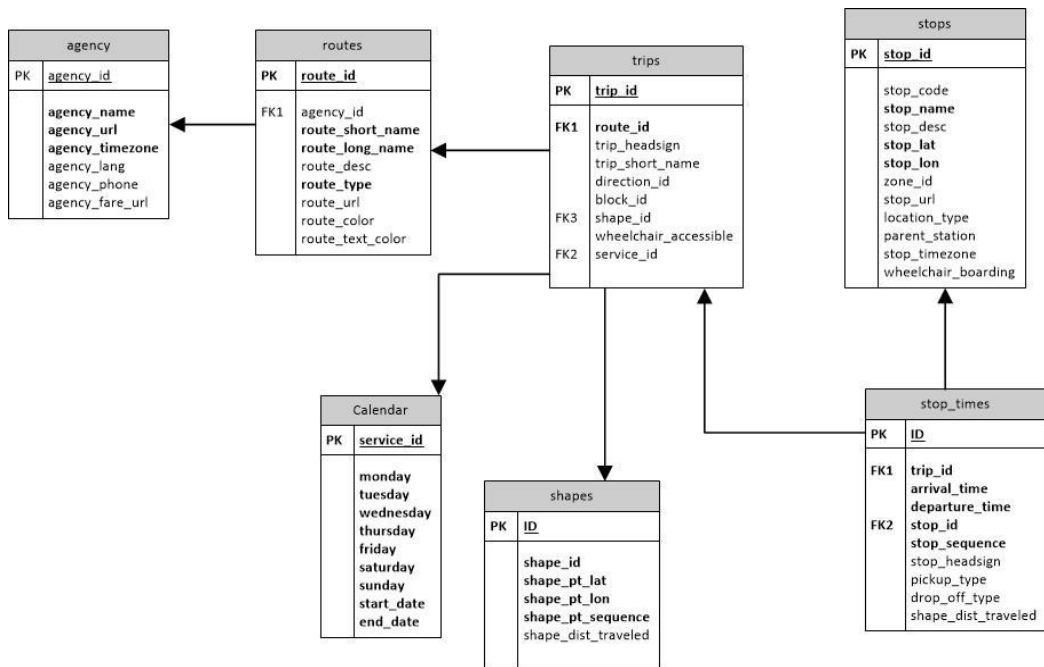 agency
PK agency_id
agency_name
agency_url
agency_timezone
agency_lang
agency_phone
agency_fare_url
routes
PK route_id
FK1 agency_id
route_short_name
route_long_name
route_desc
route_type
route_url
route_color
route_text_color
trips
PK trip_id
FK1 route_id
trip_headsign
trip_short_name
direction_id
block_id
FK3 shape_id
wheelchair_accessible
FK2 service_id
stops
PK stop_id
stop_code
stop_name
stop_desc
stop_lat
stop_lon
zone_id
stop_url
location_type
parent_station
stop_timezone
wheelchair_boarding
Calendar
PK service_id
monday
tuesday
wednesday
thursday
friday
saturday
sunday
start_date
end_date
shapes
PK ID
shape_id
shape_pt_lat
shape_pt_lon
shape_pt_sequence
shape_dist_traveled
stop_times
PK ID
FK1 trip_id
arrival_time
departure_time
FK2 stop_id
stop_sequence
stop_headsign
pickup_type
drop_off_type
shape_dist_traveled